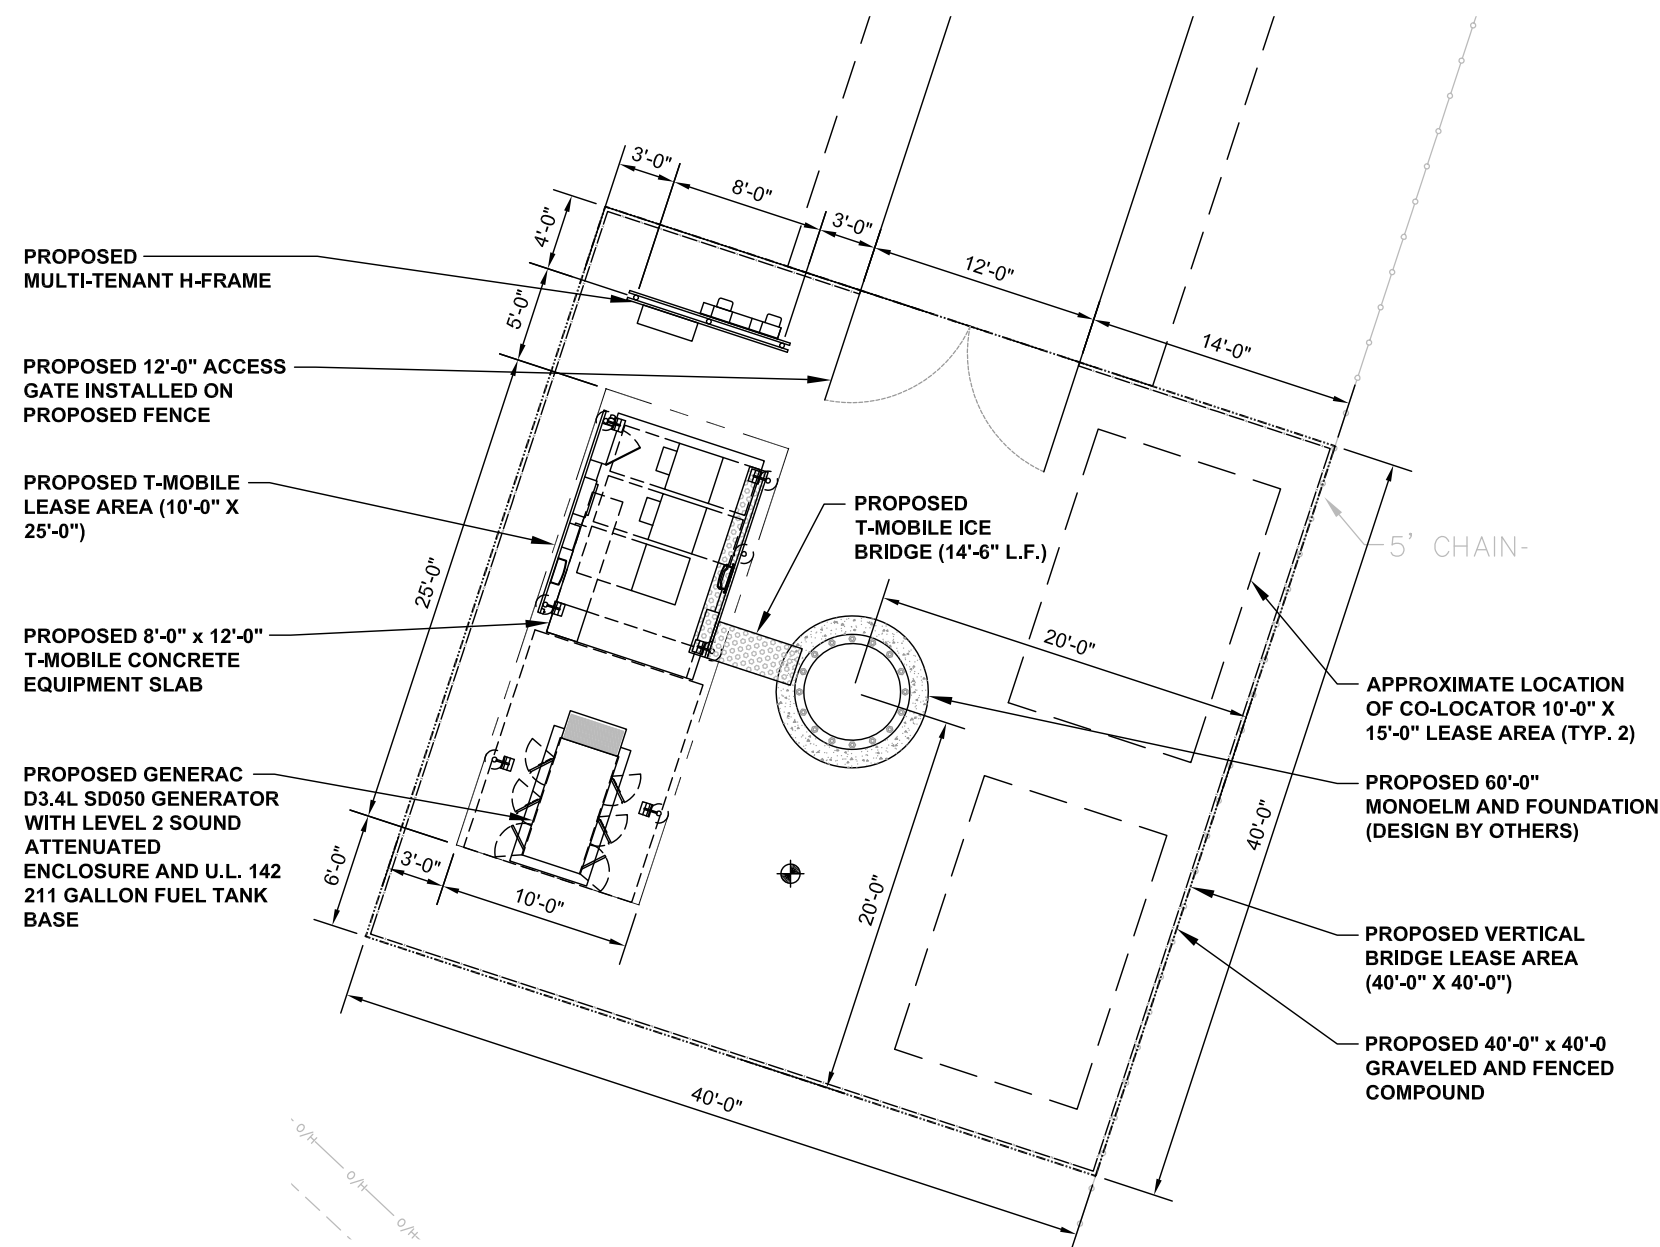 3'-0"
8'-0"
3'-0"
12'-0"
14'-0"
4'-0"
5'-0"
25'-0"
6'-0"
3'-0"
10'-0"
20'-0"
20'-0"
40'-0"
40'-0"
PROPOSED
MULTI-TENANT H-FRAME
PROPOSED 12'-0" ACCESS
GATE INSTALLED ON
PROPOSED FENCE
PROPOSED T-MOBILE
LEASE AREA (10'-0" X
25'-0")
PROPOSED 8'-0" x 12'-0"
T-MOBILE CONCRETE
EQUIPMENT SLAB
PROPOSED GENERAC
D3.4L SD050 GENERATOR
WITH LEVEL 2 SOUND
ATTENUATED
ENCLOSURE AND U.L. 142
211 GALLON FUEL TANK
BASE
PROPOSED
T-MOBILE ICE
BRIDGE (14'-6" L.F.)
5' CHAIN-
APPROXIMATE LOCATION
OF CO-LOCATOR 10'-0" X
15'-0" LEASE AREA (TYP. 2)
PROPOSED 60'-0"
MONOELM AND FOUNDATION
(DESIGN BY OTHERS)
PROPOSED VERTICAL
BRIDGE LEASE AREA
(40'-0" X 40'-0")
PROPOSED 40'-0" x 40'-0
GRAVELED AND FENCED
COMPOUND
O/H
O/H
O/H